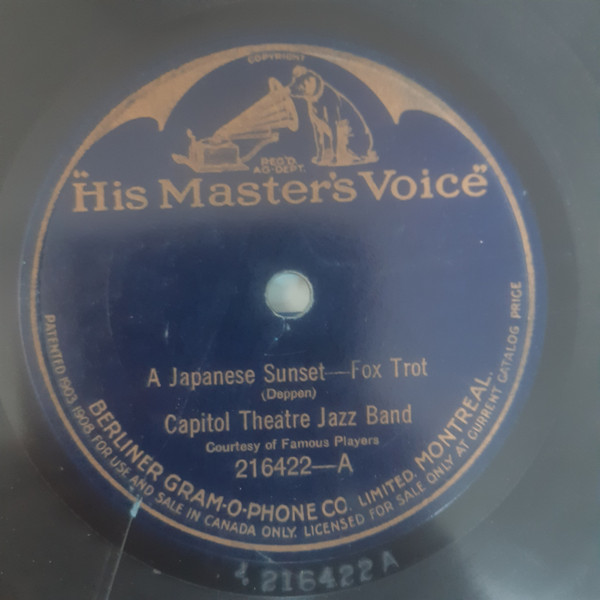 COPYRIGHT
REG'D.
AD-DEPT.
"His Master's Voice"
A Japanese Sunset—Fox Trot
(Deppen)
Capitol Theatre Jazz Band
Courtesy of Famous Players
216422—A
BERLINER GRAM-O-PHONE CO. LIMITED. MONTREAL.
PATENTED 1903 1908 FOR USE AND SALE IN CANADA ONLY. LICENSED FOR SALE ONLY AT CURRENT CATALOG PRICE
216422A